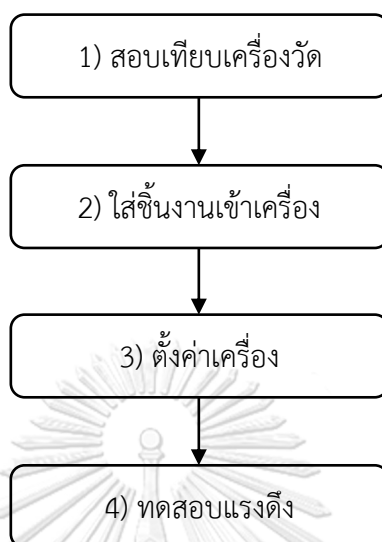 1) สอบเทียบเครื่องวัด
2) ใส่ชิ้นงานเข้าเครื่อง
3) ตั้งค่าเครื่อง
4) ทดสอบแรงดึง